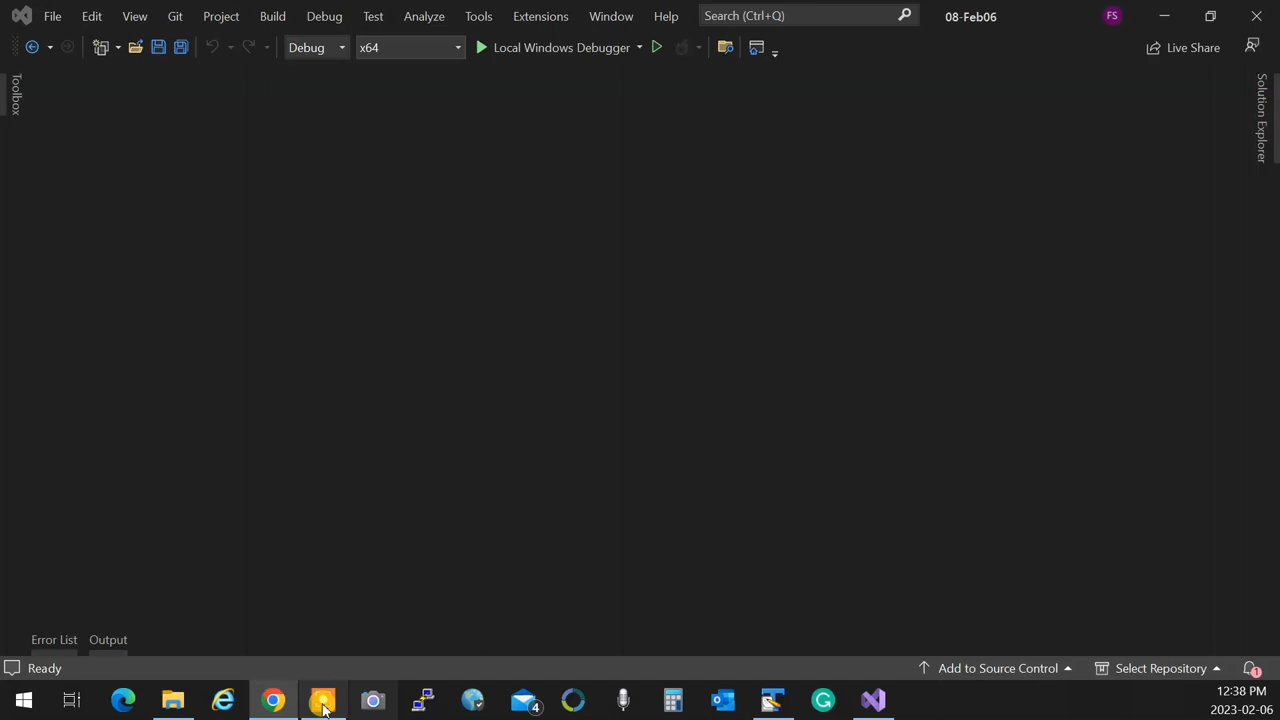 File Edit View Git Project Build Debug Test Analyze Tools Extensions Window Help Search (Ctrl+Q) 08-Feb06 FS
Debug x64 Local Windows Debugger Live Share
Toolbox
Solution Explorer
Error List Output
Ready Add to Source Control Select Repository 1
4 12:38 PM
2023-02-06